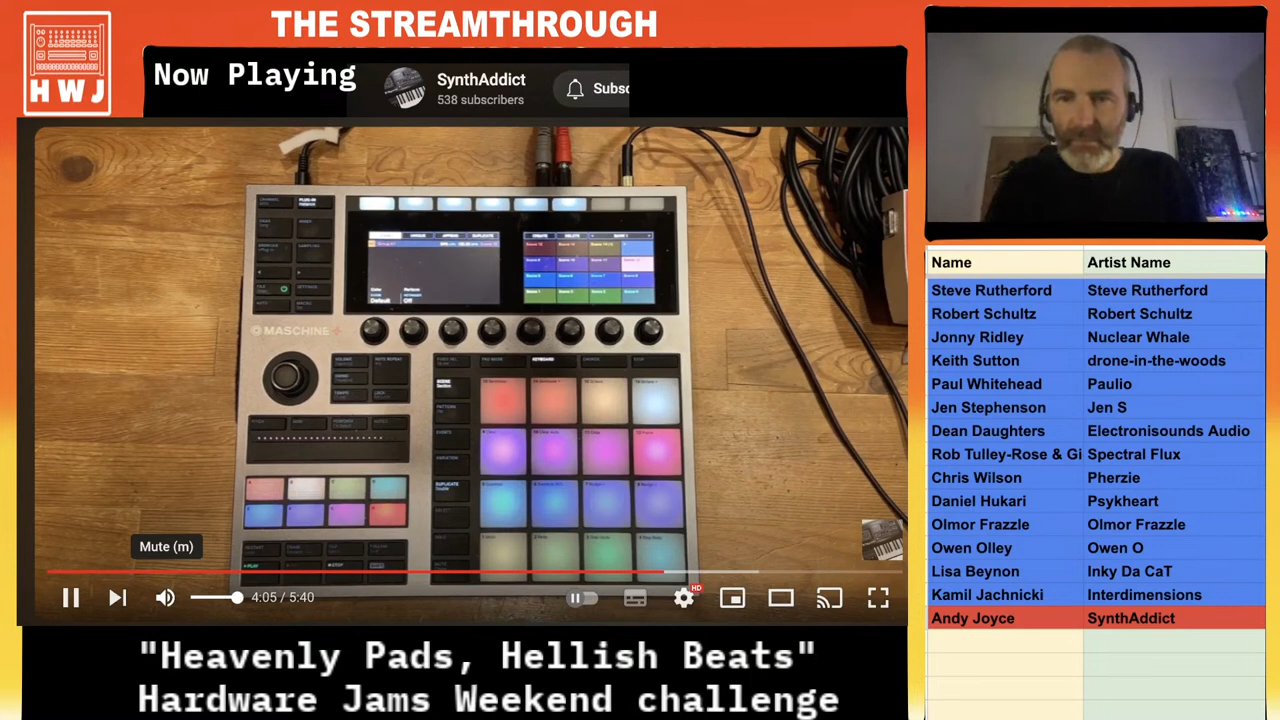 THE STREAMTHROUGH
HWJ
Now Playing
SynthAddict
538 subscribers
Subsc
MASCHINE+
Mute (m)
4:05 / 5:40
HD
"Heavenly Pads, Hellish Beats"
Hardware Jams Weekend challenge
Name Artist Name
Steve Rutherford Steve Rutherford
Robert Schultz Robert Schultz
Jonny Ridley Nuclear Whale
Keith Sutton drone-in-the-woods
Paul Whitehead Paulio
Jen Stephenson Jen S
Dean Daughters Electronisounds Audio
Rob Tulley-Rose & Gi Spectral Flux
Chris Wilson Pherzie
Daniel Hukari Psykheart
Olmor Frazzle Olmor Frazzle
Owen Olley Owen O
Lisa Beynon Inky Da CaT
Kamil Jachnicki Interdimensions
Andy Joyce SynthAddict